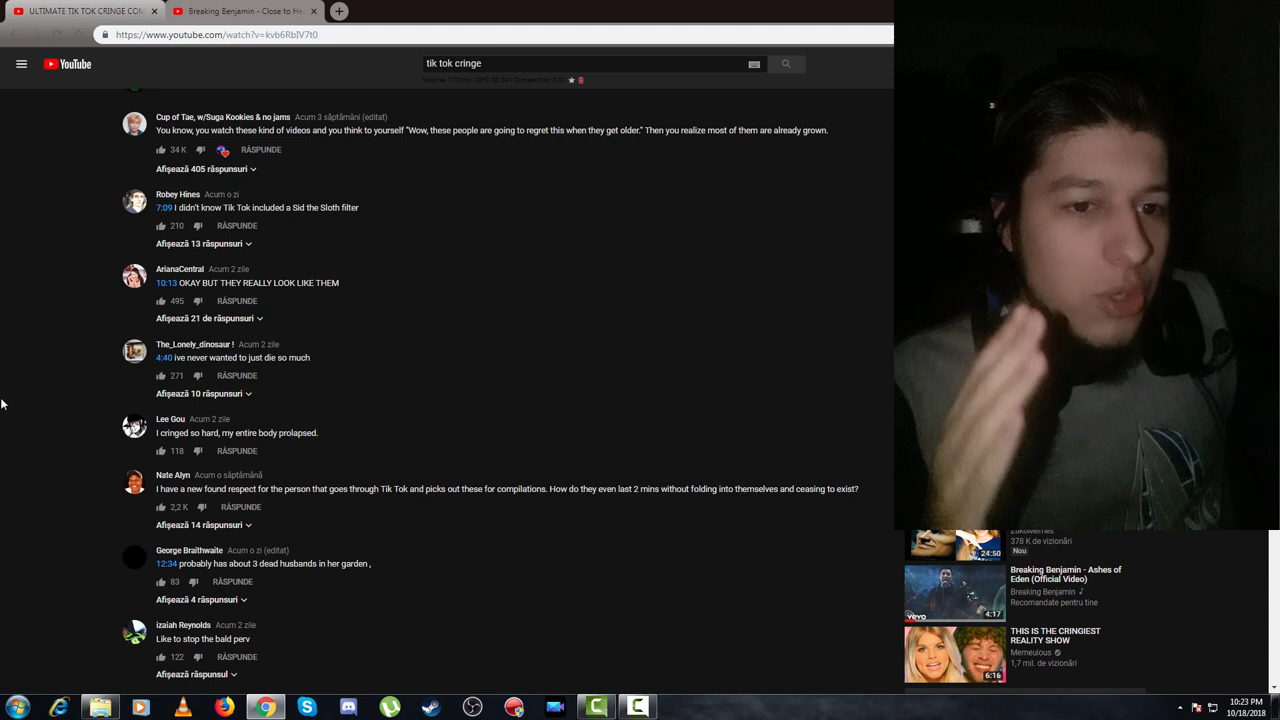 ULTIMATE TIK TOK CRINGE COM
Breaking Benjamin - Close to He
https://www.youtube.com/watch?v=kvb6RbIV7t0
YouTube
tik tok cringe
Cup of Tae, w/Suga Kookies & no jams Acum 3 săptămâni (editat)
You know, you watch these kind of videos and you think to yourself "Wow, these people are going to regret this when they get older." Then you realize most of them are already grown.
34 K RĂSPUNDE
Afișează 405 răspunsuri
Robey Hines Acum o zi
7:09 I didn't know Tik Tok included a Sid the Sloth filter
210 RĂSPUNDE
Afișează 13 răspunsuri
ArianaCentral Acum 2 zile
10:13 OKAY BUT THEY REALLY LOOK LIKE THEM
495 RĂSPUNDE
Afișează 21 de răspunsuri
The_Lonely_dinosaur ! Acum 2 zile
4:40 ive never wanted to just die so much
271 RĂSPUNDE
Afișează 10 răspunsuri
Lee Gou Acum 2 zile
I cringed so hard, my entire body prolapsed.
118 RĂSPUNDE
Nate Alyn Acum o săptămână
I have a new found respect for the person that goes through Tik Tok and picks out these for compilations. How do they even last 2 mins without folding into themselves and ceasing to exist?
2,2 K RĂSPUNDE
Afișează 14 răspunsuri
George Braithwaite Acum o zi (editat)
12:34 probably has about 3 dead husbands in her garden ,
83 RĂSPUNDE
Afișează 4 răspunsuri
izaiah Reynolds Acum 2 zile
Like to stop the bald perv
122 RĂSPUNDE
Afișează răspunsul
378 K de vizionări
Nou
24:50
Breaking Benjamin - Ashes of
Eden (Official Video)
Breaking Benjamin
Recomandate pentru tine
vevo
4:17
THIS IS THE CRINGIEST
REALITY SHOW
Memeulous
1,7 mil. de vizionări
6:16
10:23 PM
10/18/2018